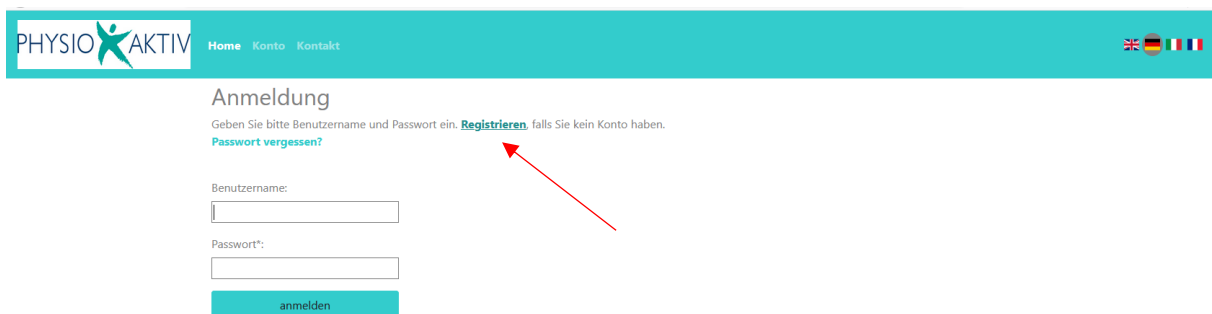 PHYSIO AKTIV Home Konto Kontakt
Anmeldung
Geben Sie bitte Benutzername und Passwort ein. Registrieren, falls Sie kein Konto haben.
Passwort vergessen?
Benutzername:
Passwort*:
anmelden